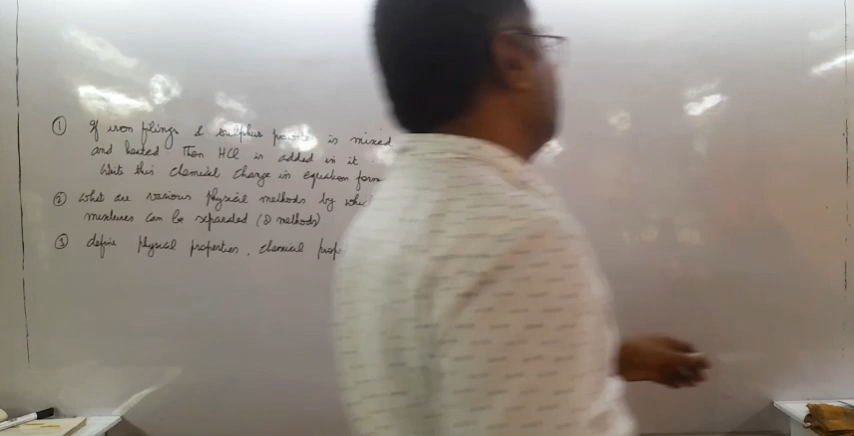 ① If iron filings & sulphur powder is mixed
and heated Then HCl is added in it
Write this chemical change in equation form
② what are various physical methods by
mixtures can be separated (8 methods)
③ define physical properties, chemical